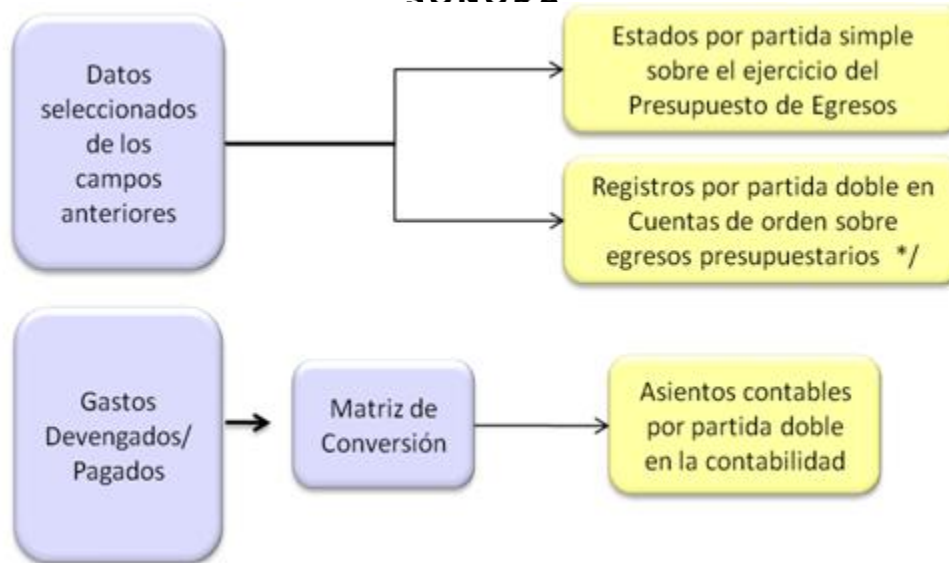 Datos
seleccionados
de los
campos
anteriores
Estados por partida simple
sobre el ejercicio del
Presupuesto de Egresos
Registros por partida doble en
Cuentas de orden sobre
egresos presupuestarios */
Gastos
Devengados/
Pagados
Matriz de
Conversión
Asientos contables
por partida doble
en la contabilidad